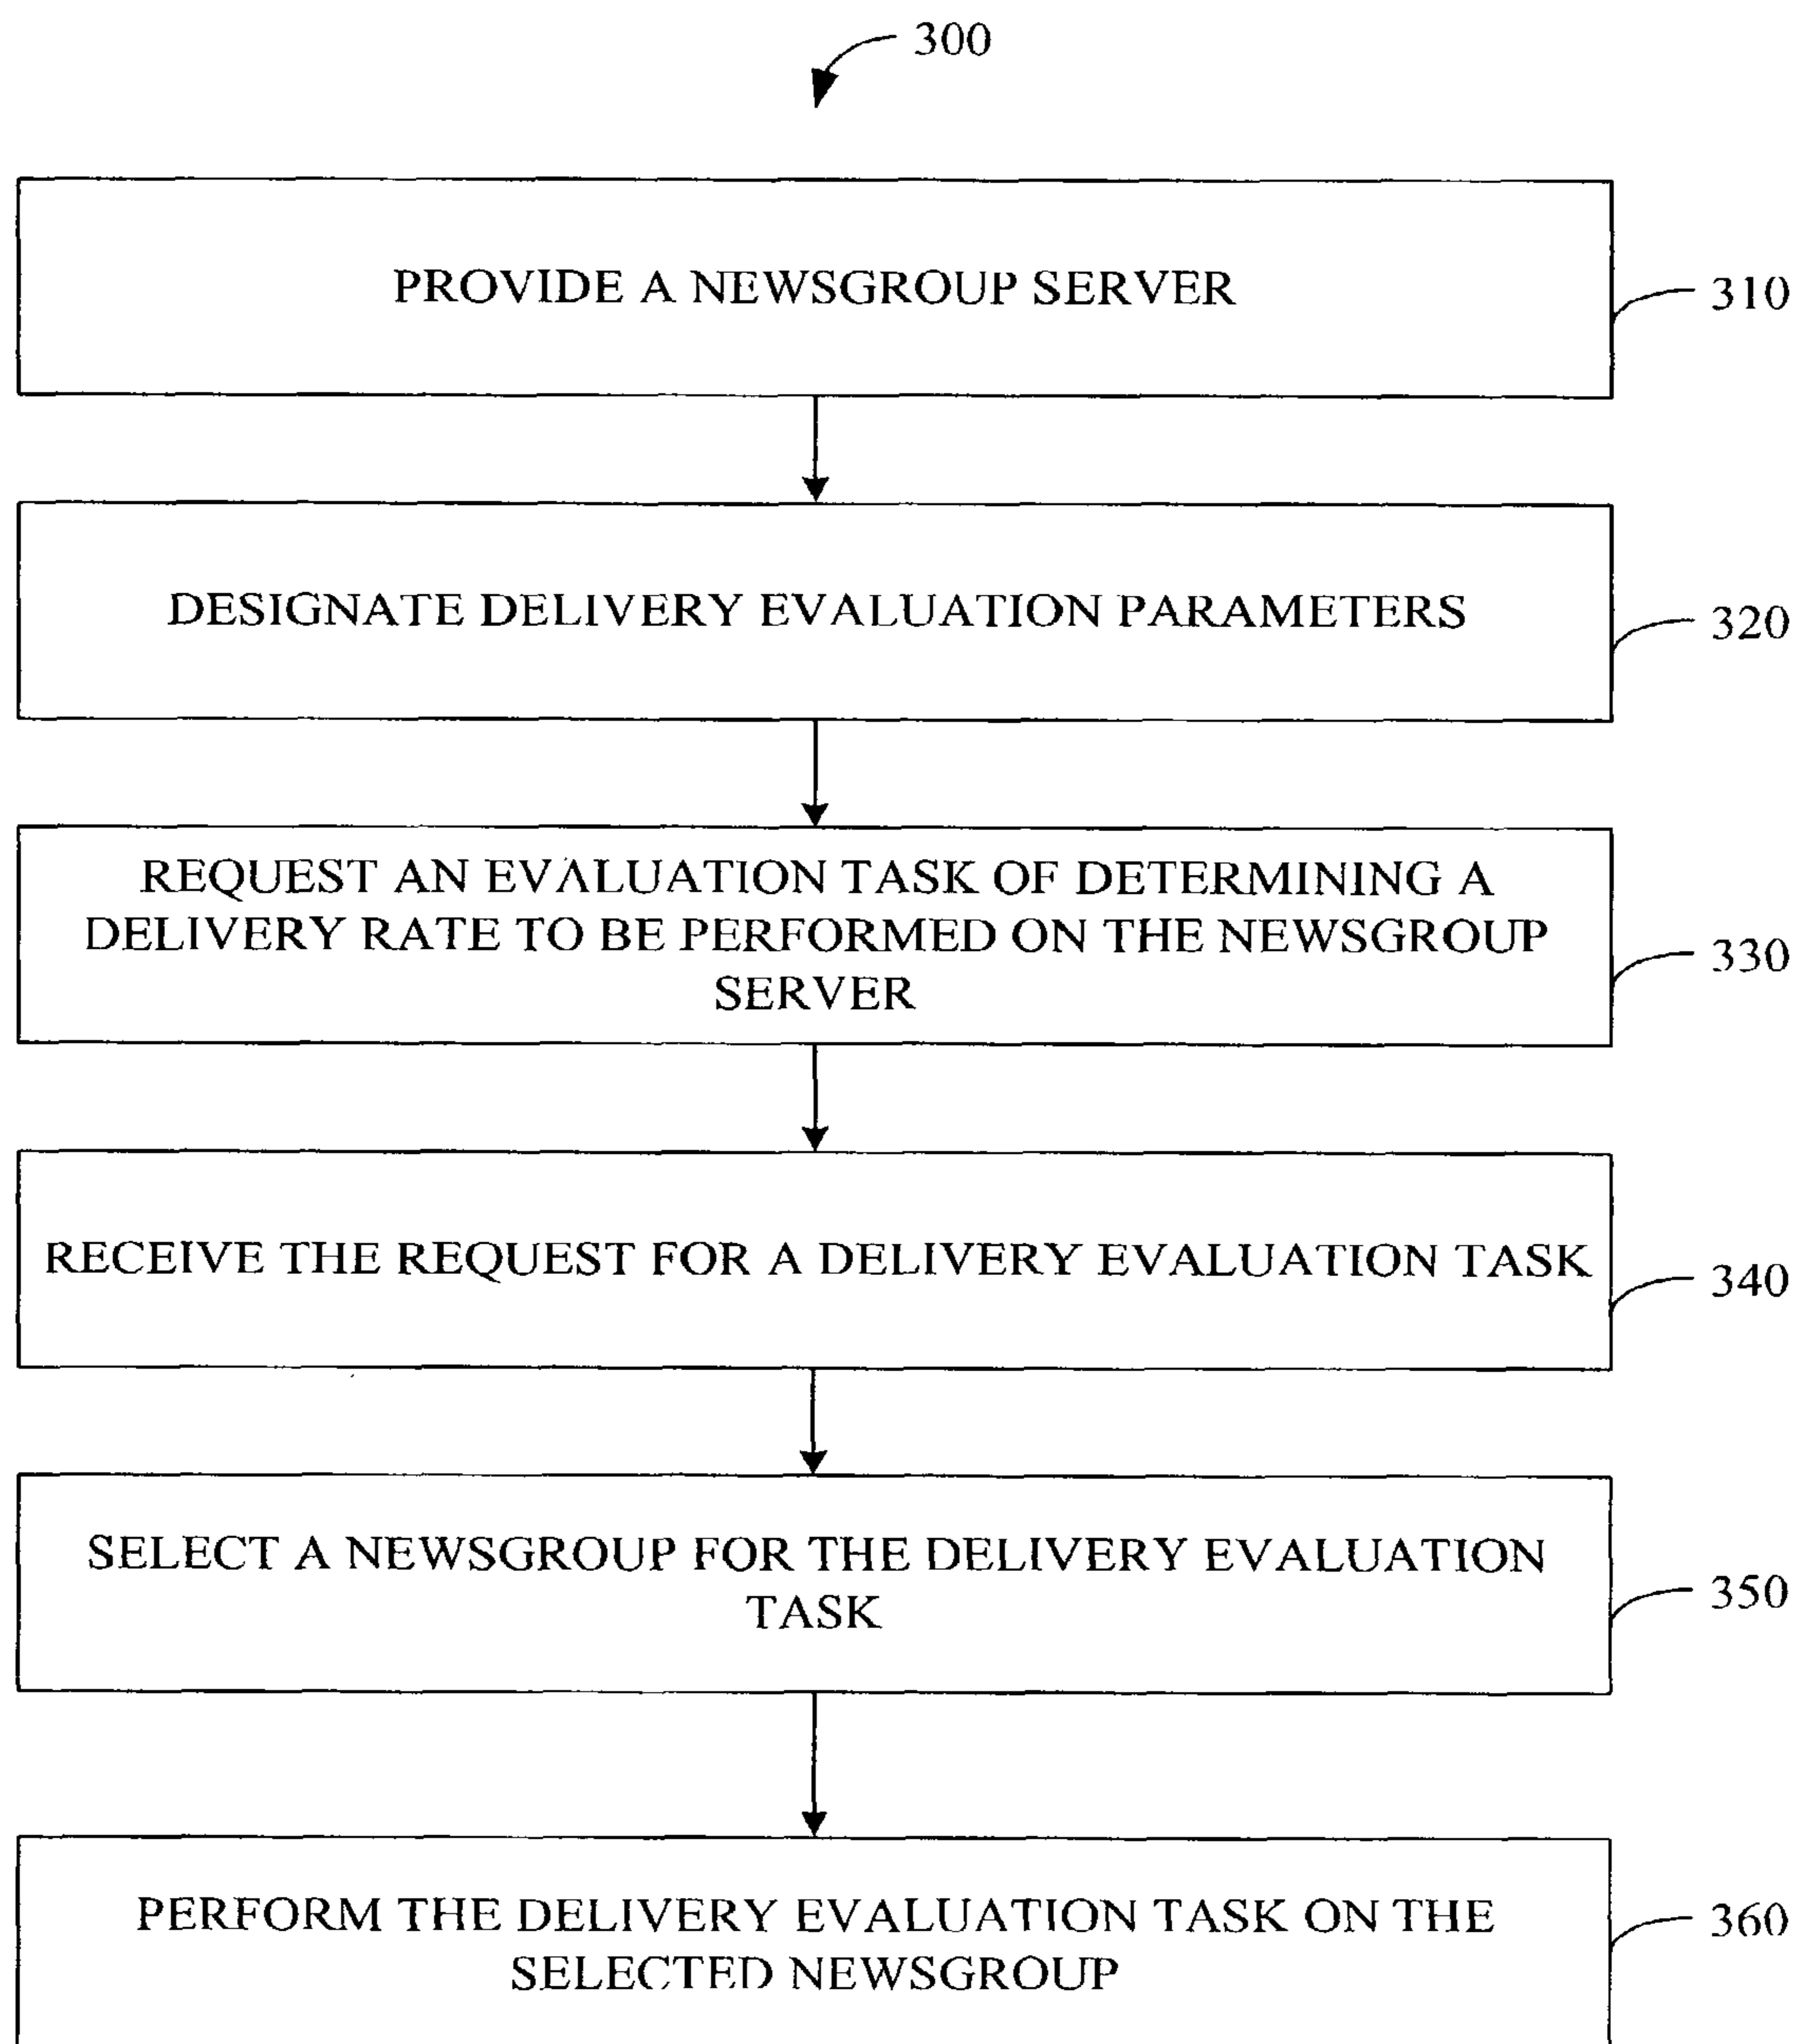 300
PROVIDE A NEWSGROUP SERVER
310
DESIGNATE DELIVERY EVALUATION PARAMETERS
320
REQUEST AN EVALUATION TASK OF DETERMINING A
DELIVERY RATE TO BE PERFORMED ON THE NEWSGROUP
SERVER
330
RECEIVE THE REQUEST FOR A DELIVERY EVALUATION TASK
340
SELECT A NEWSGROUP FOR THE DELIVERY EVALUATION
TASK
350
PERFORM THE DELIVERY EVALUATION TASK ON THE
SELECTED NEWSGROUP
360